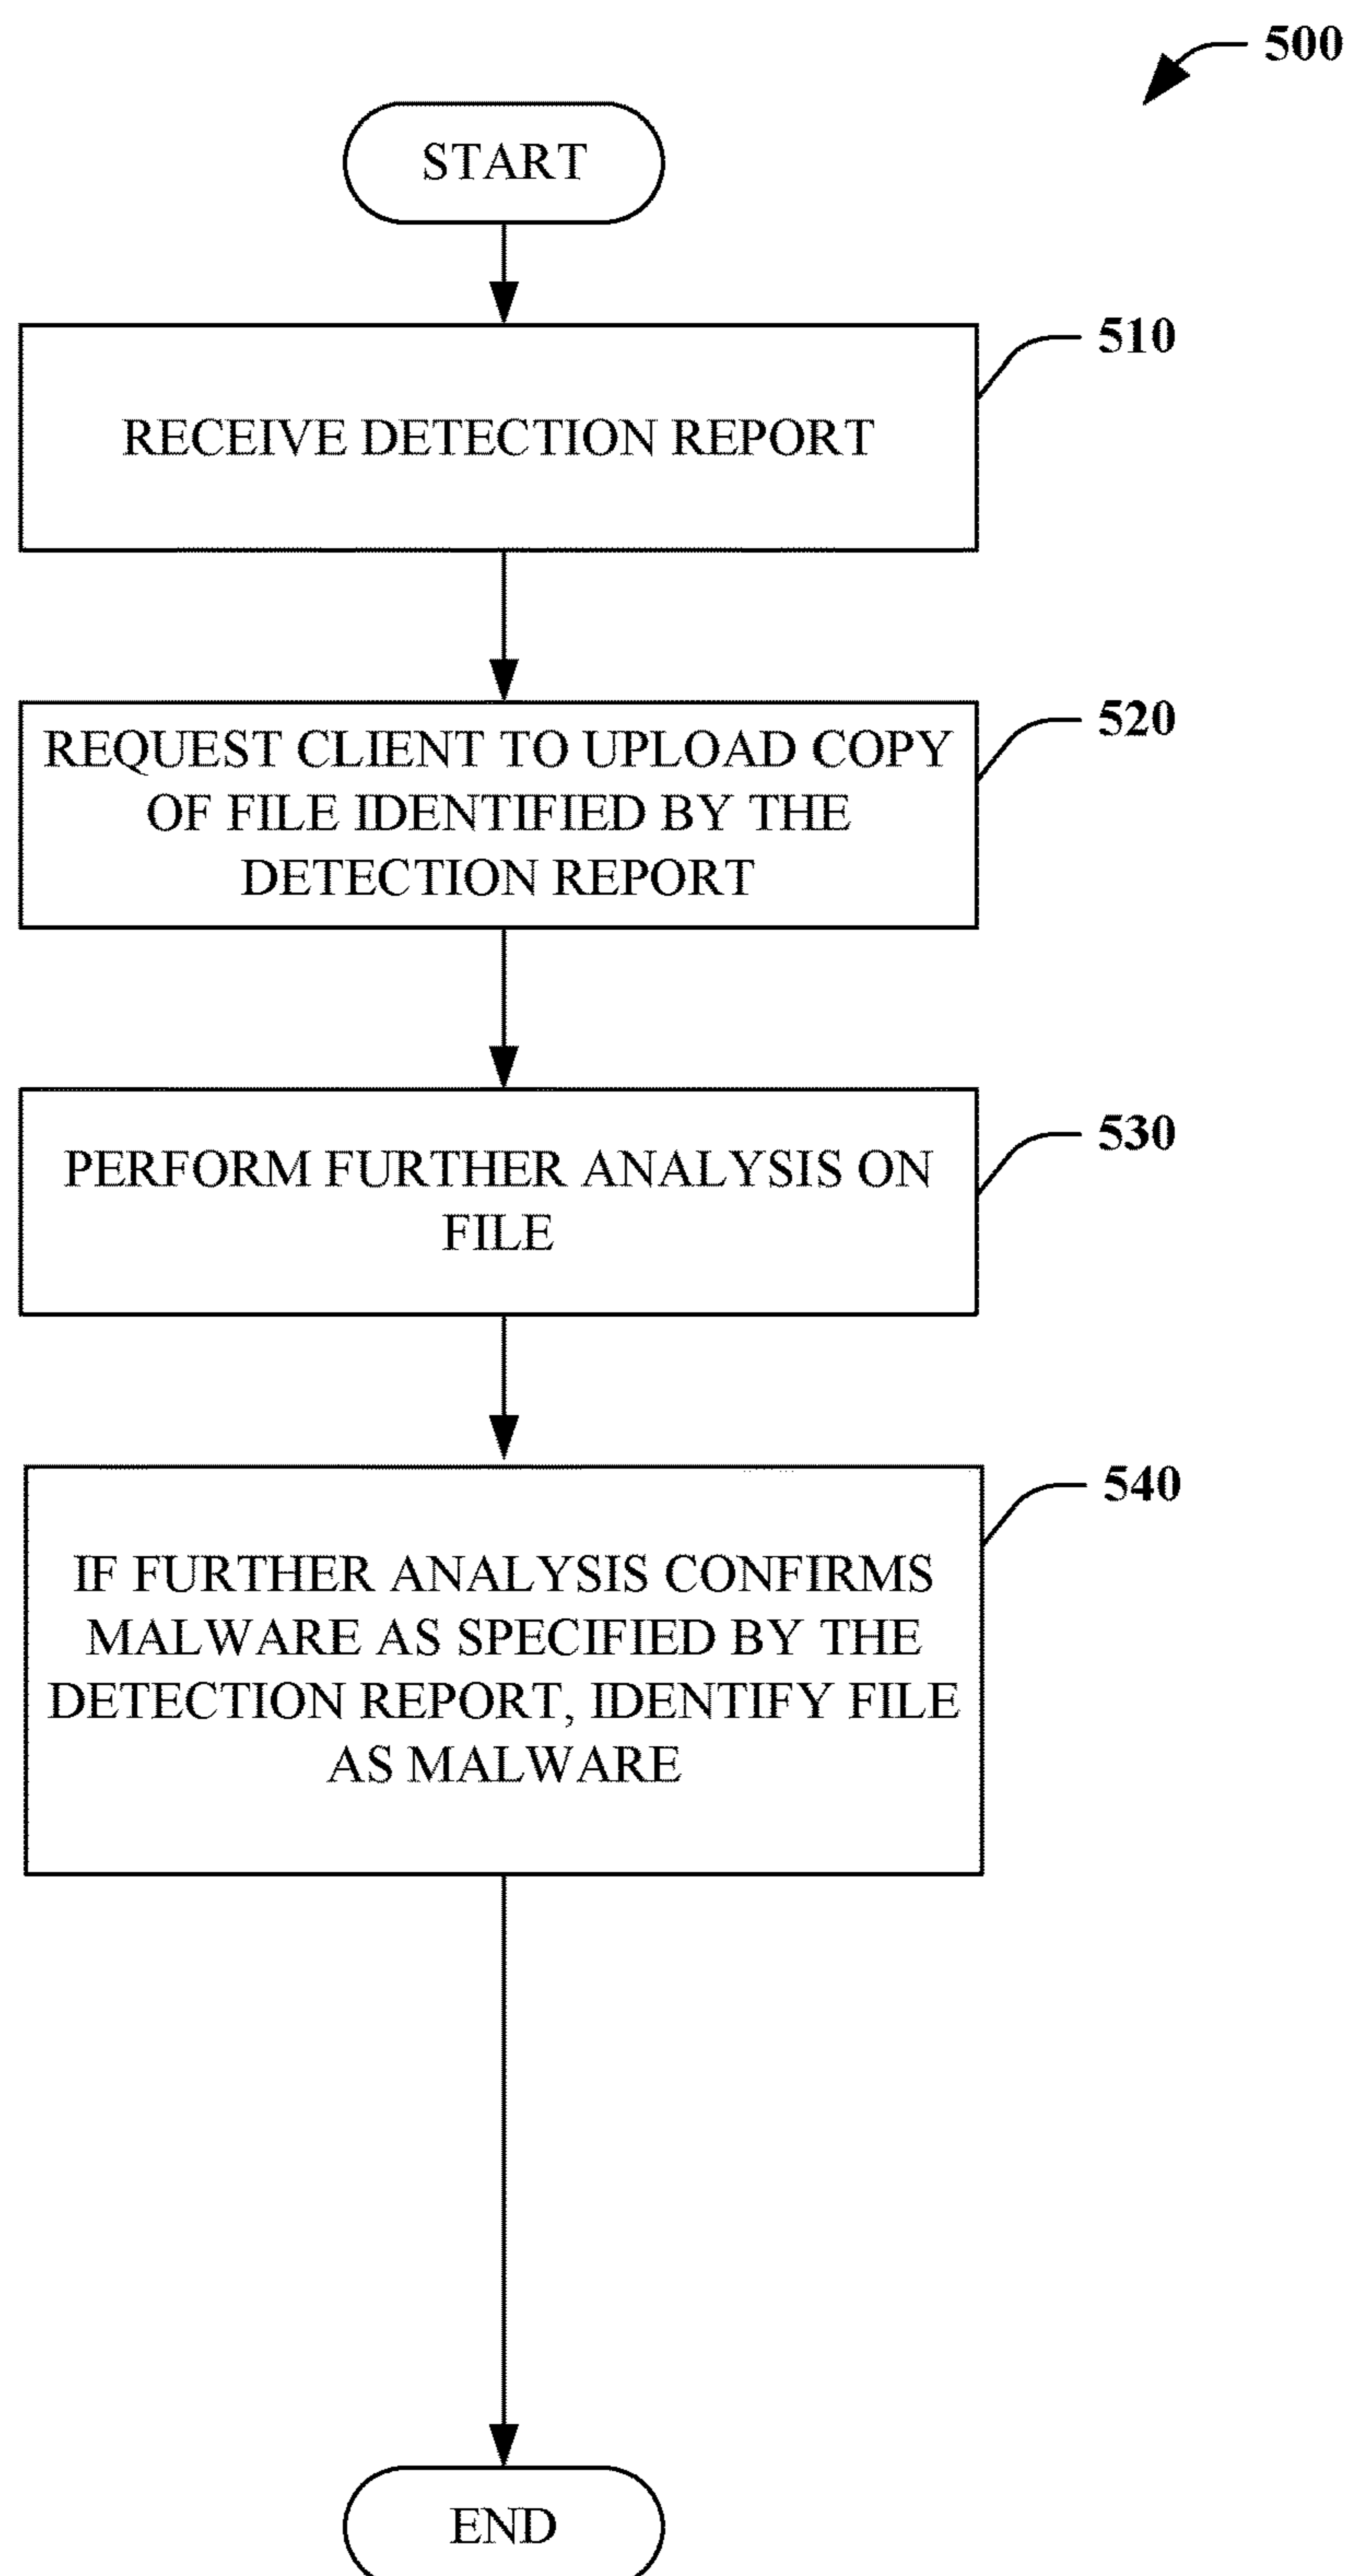 500
START
510
RECEIVE DETECTION REPORT
520
REQUEST CLIENT TO UPLOAD COPY
OF FILE IDENTIFIED BY THE
DETECTION REPORT
530
PERFORM FURTHER ANALYSIS ON
FILE
540
IF FURTHER ANALYSIS CONFIRMS
MALWARE AS SPECIFIED BY THE
DETECTION REPORT, IDENTIFY FILE
AS MALWARE
END